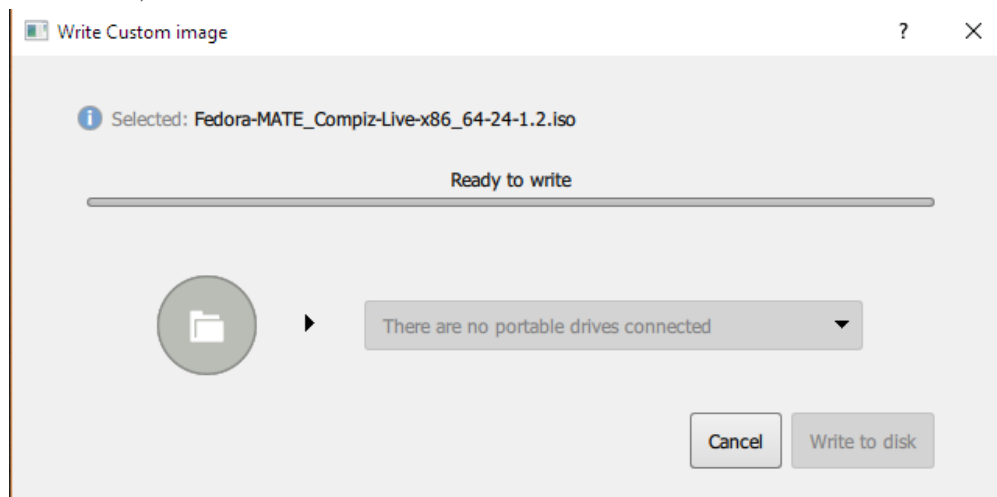 Write Custom image
?
Selected: Fedora-MATE_Compiz-Live-x86_64-24-1.2.iso
Ready to write
There are no portable drives connected
Cancel
Write to disk